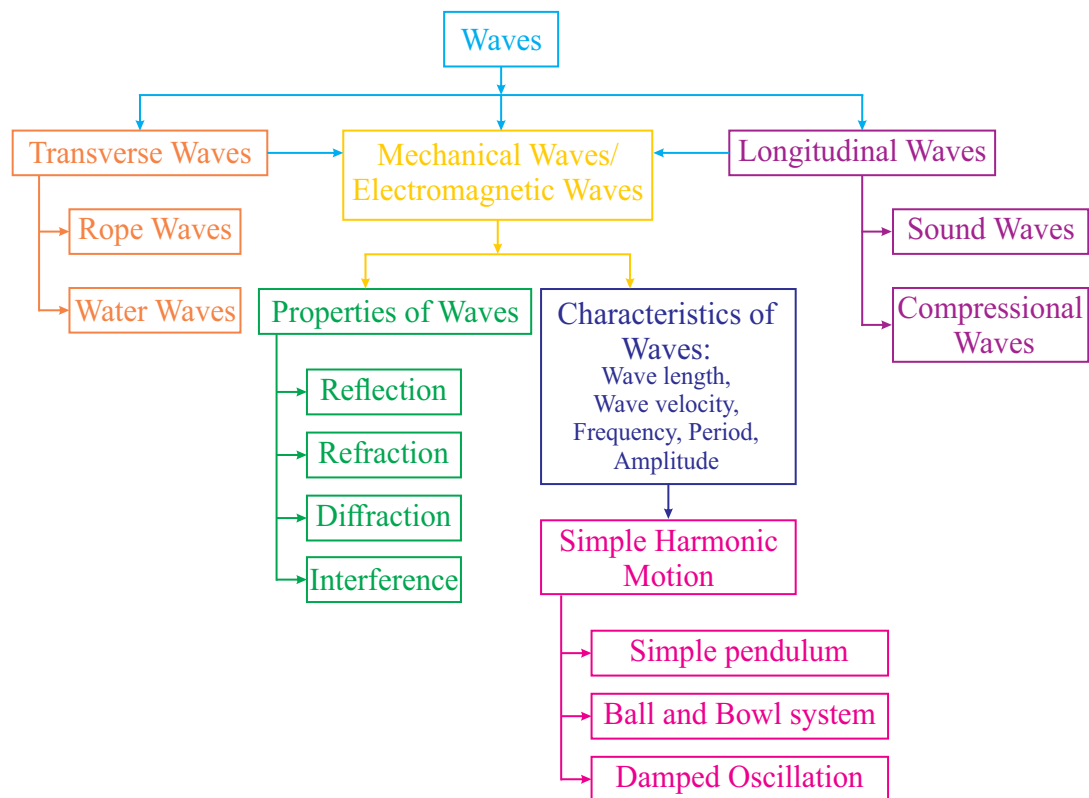 Waves
Transverse Waves
Mechanical Waves/
Electromagnetic Waves
Longitudinal Waves
Rope Waves
Water Waves
Sound Waves
Compressional
Waves
Properties of Waves
Reflection
Refraction
Diffraction
Interference
Characteristics of
Waves:
Wave length,
Wave velocity,
Frequency, Period,
Amplitude
Simple Harmonic
Motion
Simple pendulum
Ball and Bowl system
Damped Oscillation